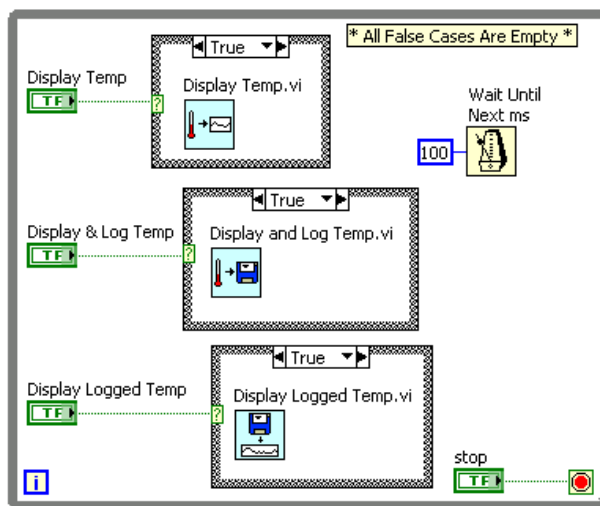 True
* All False Cases Are Empty *
Display Temp
TF
?
Display Temp.vi
Wait Until
Next ms
100
True
Display & Log Temp
TF
?
Display and Log Temp.vi
True
Display Logged Temp
TF
?
Display Logged Temp.vi
stop
TF
i